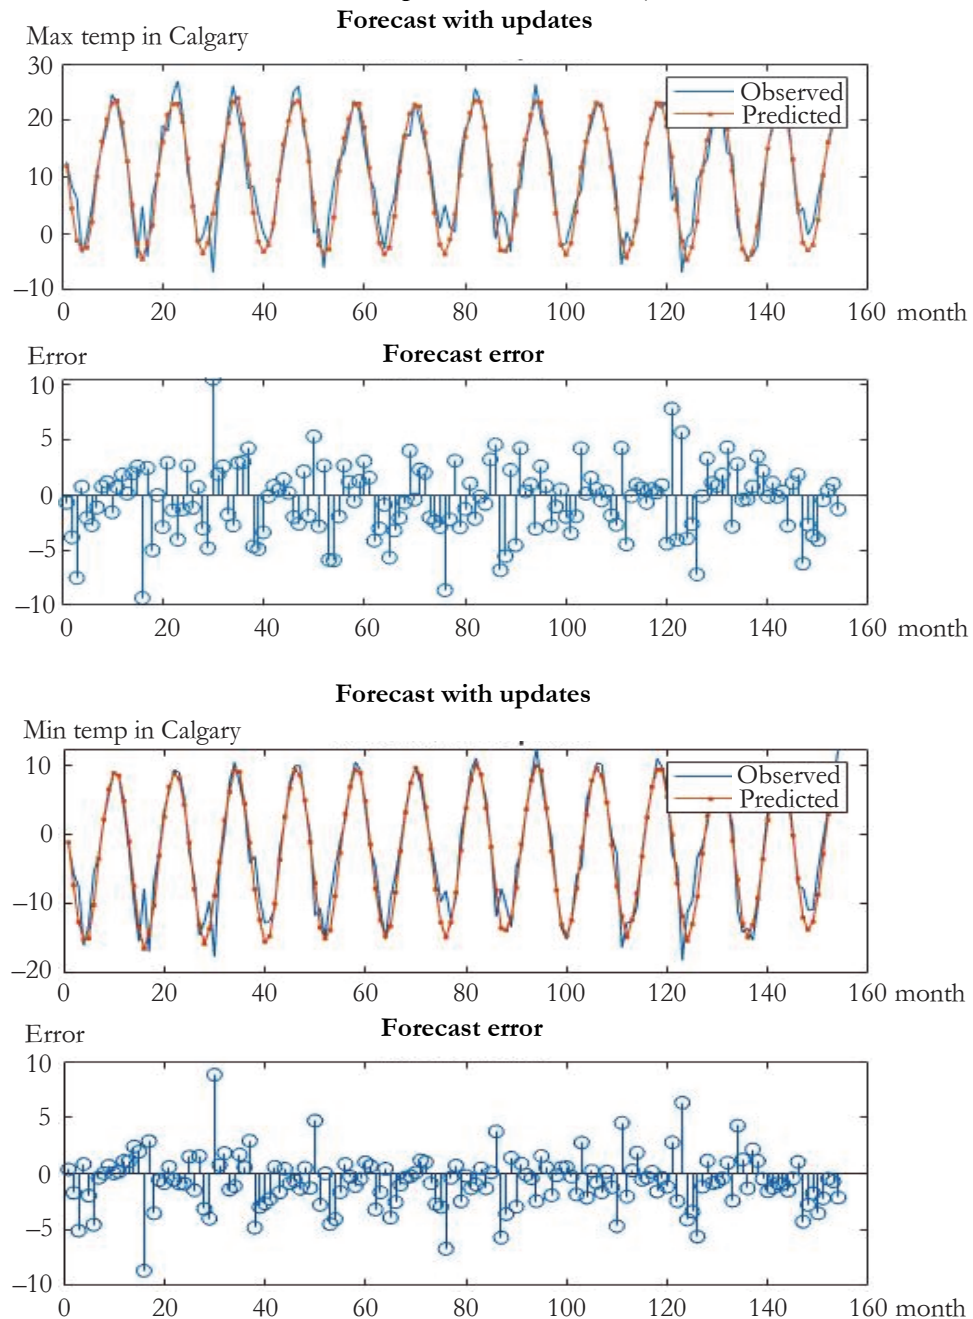 Forecast with updates
Max temp in Calgary
30
20
10
0
–10
Observed
Predicted
0 20 40 60 80 100 120 140 160 month
Error
Forecast error
10
5
0
–5
–10
0 20 40 60 80 100 120 140 160 month
Forecast with updates
Min temp in Calgary
10
0
–10
–20
Observed
Predicted
0 20 40 60 80 100 120 140 160 month
Error
Forecast error
10
5
0
–5
–10
0 20 40 60 80 100 120 140 160 month